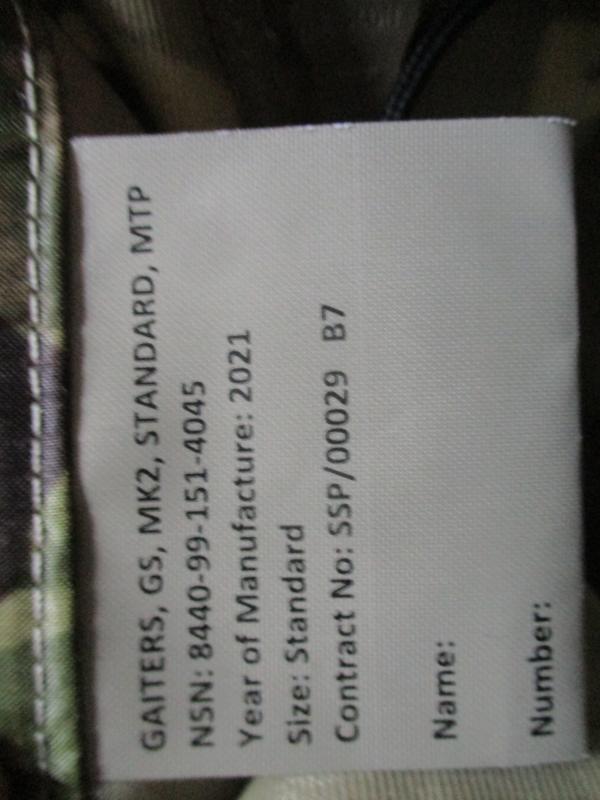 GAITERS, GS, MK2, STANDARD, MTP
NSN: 8440-99-151-4045
Year of Manufacture: 2021
Size: Standard
Contract No: SSP/00029 B7
Name:
Number: